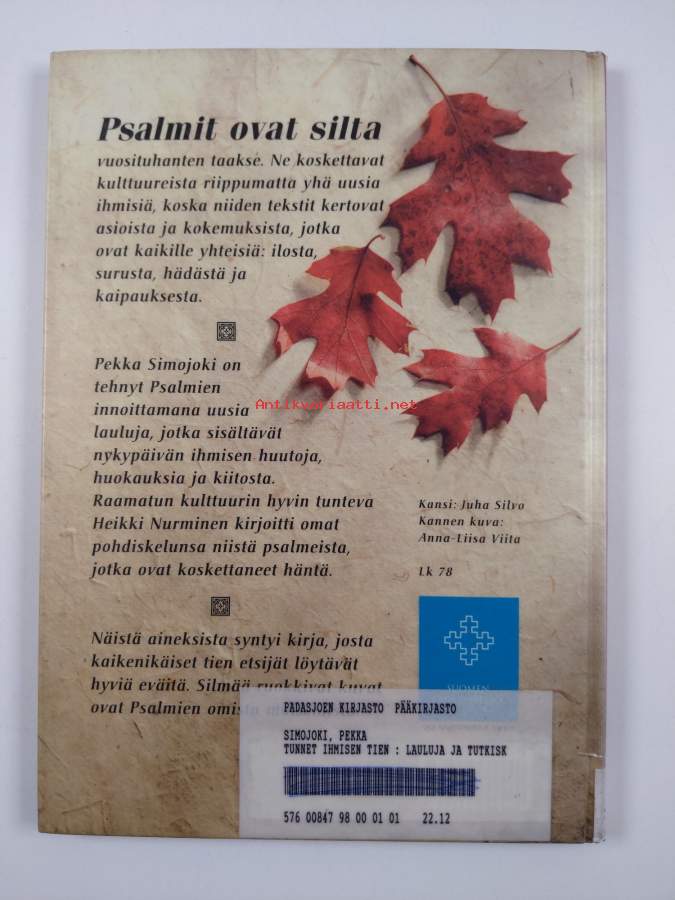 Psalmit ovat silta
vuosituhanten taakse. Ne koskettavat
kulttuureista riippumatta yhä uusia
ihmisiä, koska niiden tekstit kertovat
asioista ja kokemuksista, jotka
ovat kaikille yhteisiä: ilosta,
surusta, hädästä ja
kaipauksesta.
Pekka Simojoki on
tehnyt Psalmien
innoittamana uusia
lauluja, jotka sisältävät
nykypäivän ihmisen huutoja,
huokauksia ja kiitosta.
Raamatun kulttuurin hyvin tunteva
Heikki Nurminen kirjoitti omat
pohdiskelunsa niistä psalmeista,
jotka ovat koskettaneet häntä.
Näistä aineksista syntyi kirja, josta
kaikenikäiset tien etsijät löytävät
hyviä eväitä. Silmää ruokkivat kuvat
ovat Psalmien
Antikvariaatti.net
Kansi: Juha Silvo
Kannen kuva:
Anna-Liisa Viita
Lk 78
SUOMEN
PADASJOEN KIRJASTO PÄÄKIRJASTO
SIMOJOKI, PEKKA
TUNNET IHMISEN TIEN : LAULUJA JA TUTKISK
576 00847 98 00 01 01 22.12